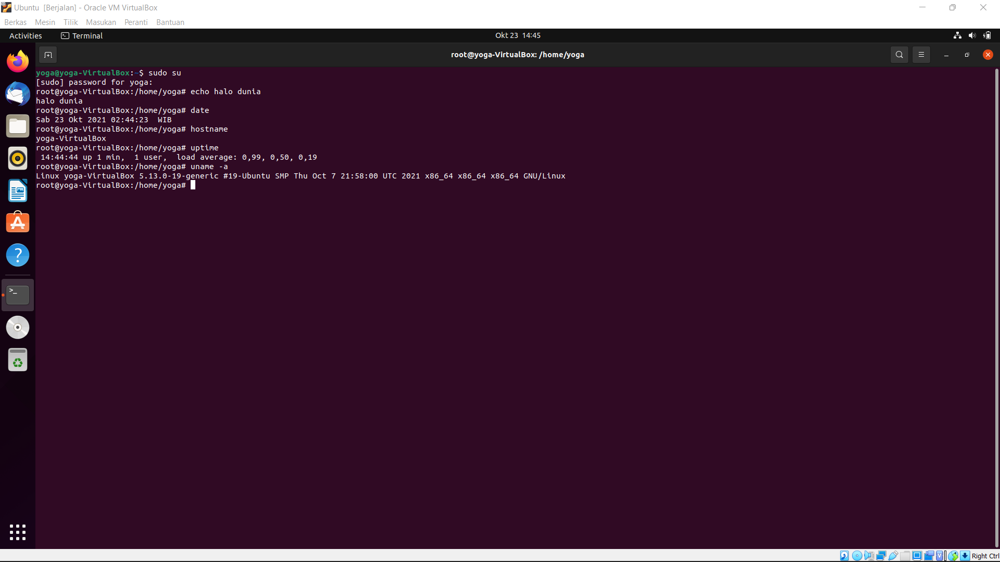 Ubuntu [Berjalan] - Oracle VM VirtualBox
Berkas Mesin Tilik Masukan Peranti Bantuan
Activities Terminal Okt 23 14:45
root@yoga-VirtualBox: /home/yoga
yoga@yoga-VirtualBox:~$ sudo su
[sudo] password for yoga:
root@yoga-VirtualBox:/home/yoga# echo halo dunia
halo dunia
root@yoga-VirtualBox:/home/yoga# date
Sab 23 Okt 2021 02:44:23  WIB
root@yoga-VirtualBox:/home/yoga# hostname
yoga-VirtualBox
root@yoga-VirtualBox:/home/yoga# uptime
 14:44:44 up 1 min,  1 user,  load average: 0,99, 0,50, 0,19
root@yoga-VirtualBox:/home/yoga# uname -a
Linux yoga-VirtualBox 5.13.0-19-generic #19-Ubuntu SMP Thu Oct 7 21:58:00 UTC 2021 x86_64 x86_64 x86_64 GNU/Linux
root@yoga-VirtualBox:/home/yoga#
Right Ctrl